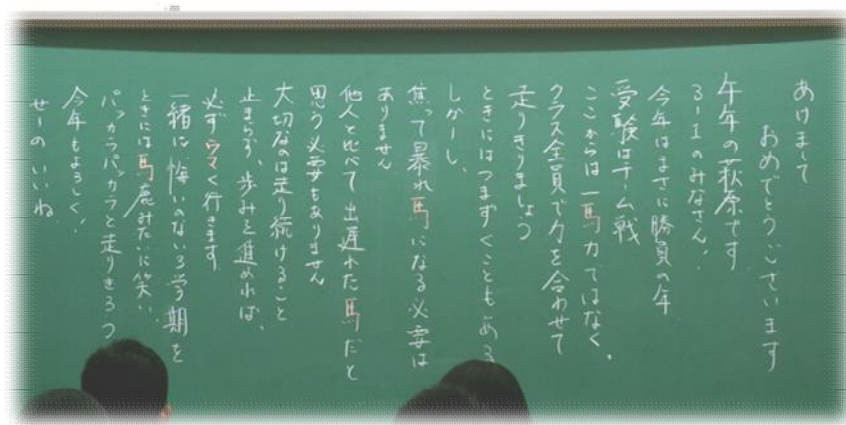 あけまして
おめでとうございます
午年の萩原です
3-1のみなさん!
今年はまさに勝負の年
受験はチーム戦
ここからは一馬力ではなく、
クラス全員で力を合わせて
走りきりましょう
ときにはつまずくこともある
しかーし、
焦って暴れ馬になる必要は
ありません
他人と比べて出遅れた馬だと
思う必要もありません
大切なのは走り続けること
止まらず、歩みを進めれば、
必ずウマく行きます
一緒に悔いのない3学期を
ときには馬鹿みたいに笑い、
パッカラパッカラと走りきろう
今年もよろしく!
せーのいいね